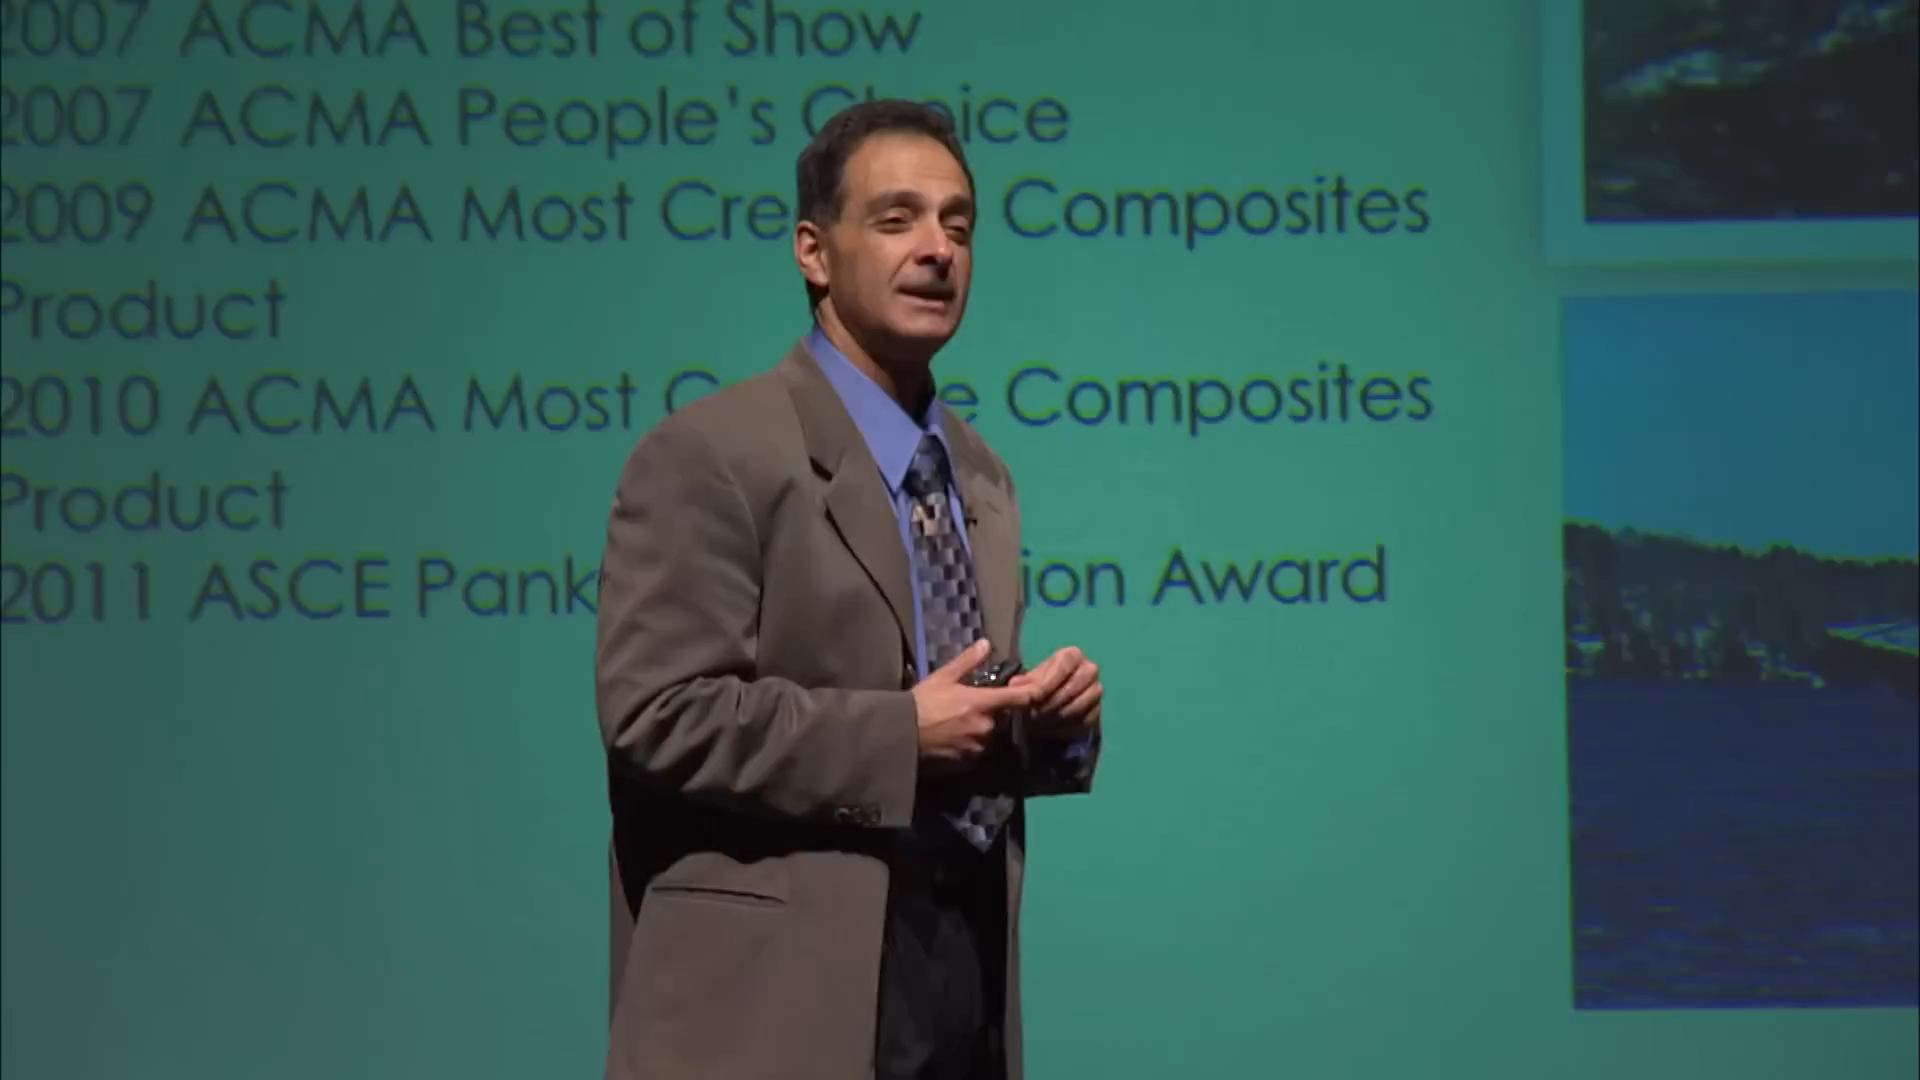 2007 ACMA Best of Show
2007 ACMA People's Choice
2009 ACMA Most Composites
Product
2010 ACMA Most Composites
Product
2011 ASCE Award